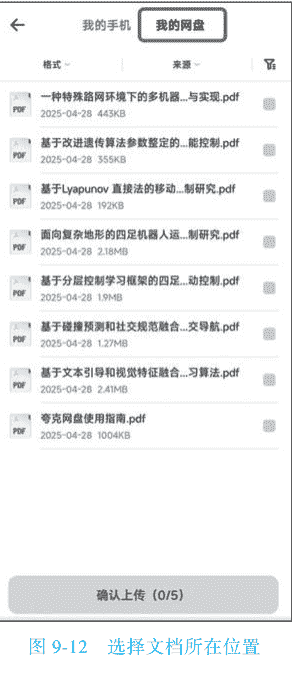 我的手机 我的网盘
格式 来源
一种特殊路网环境下的多机器...与实现.pdf
PDF 2025-04-28 443KB
基于改进遗传算法参数整定的...能控制.pdf
PDF 2025-04-28 355KB
基于Lyapunov 直接法的移动...制研究.pdf
PDF 2025-04-28 192KB
面向复杂地形的四足机器人运...制研究.pdf
PDF 2025-04-28 2.18MB
基于分层控制学习框架的四足...动控制.pdf
PDF 2025-04-28 1.9MB
基于碰撞预测和社交规范融合...交导航.pdf
PDF 2025-04-28 1.27MB
基于文本引导和视觉特征融合...习算法.pdf
PDF 2025-04-28 2.41MB
夸克网盘使用指南.pdf
PDF 2025-04-28 1004KB
确认上传（0/5）
图 9-12 选择文档所在位置